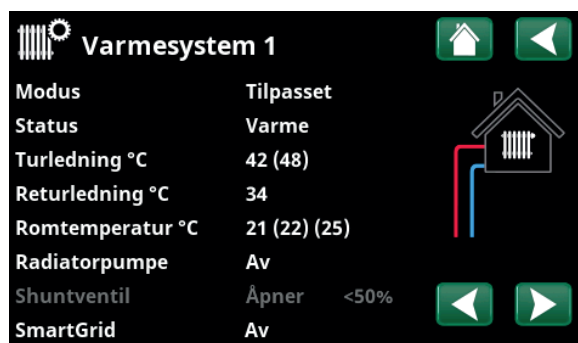 Varmesystem 1
Modus Tilpasset
Status Varme
Turledning °C 42 (48)
Returledning °C 34
Romtemperatur °C 21 (22) (25)
Radiatorpumpe Av
Shuntventil Åpner <50%
SmartGrid Av